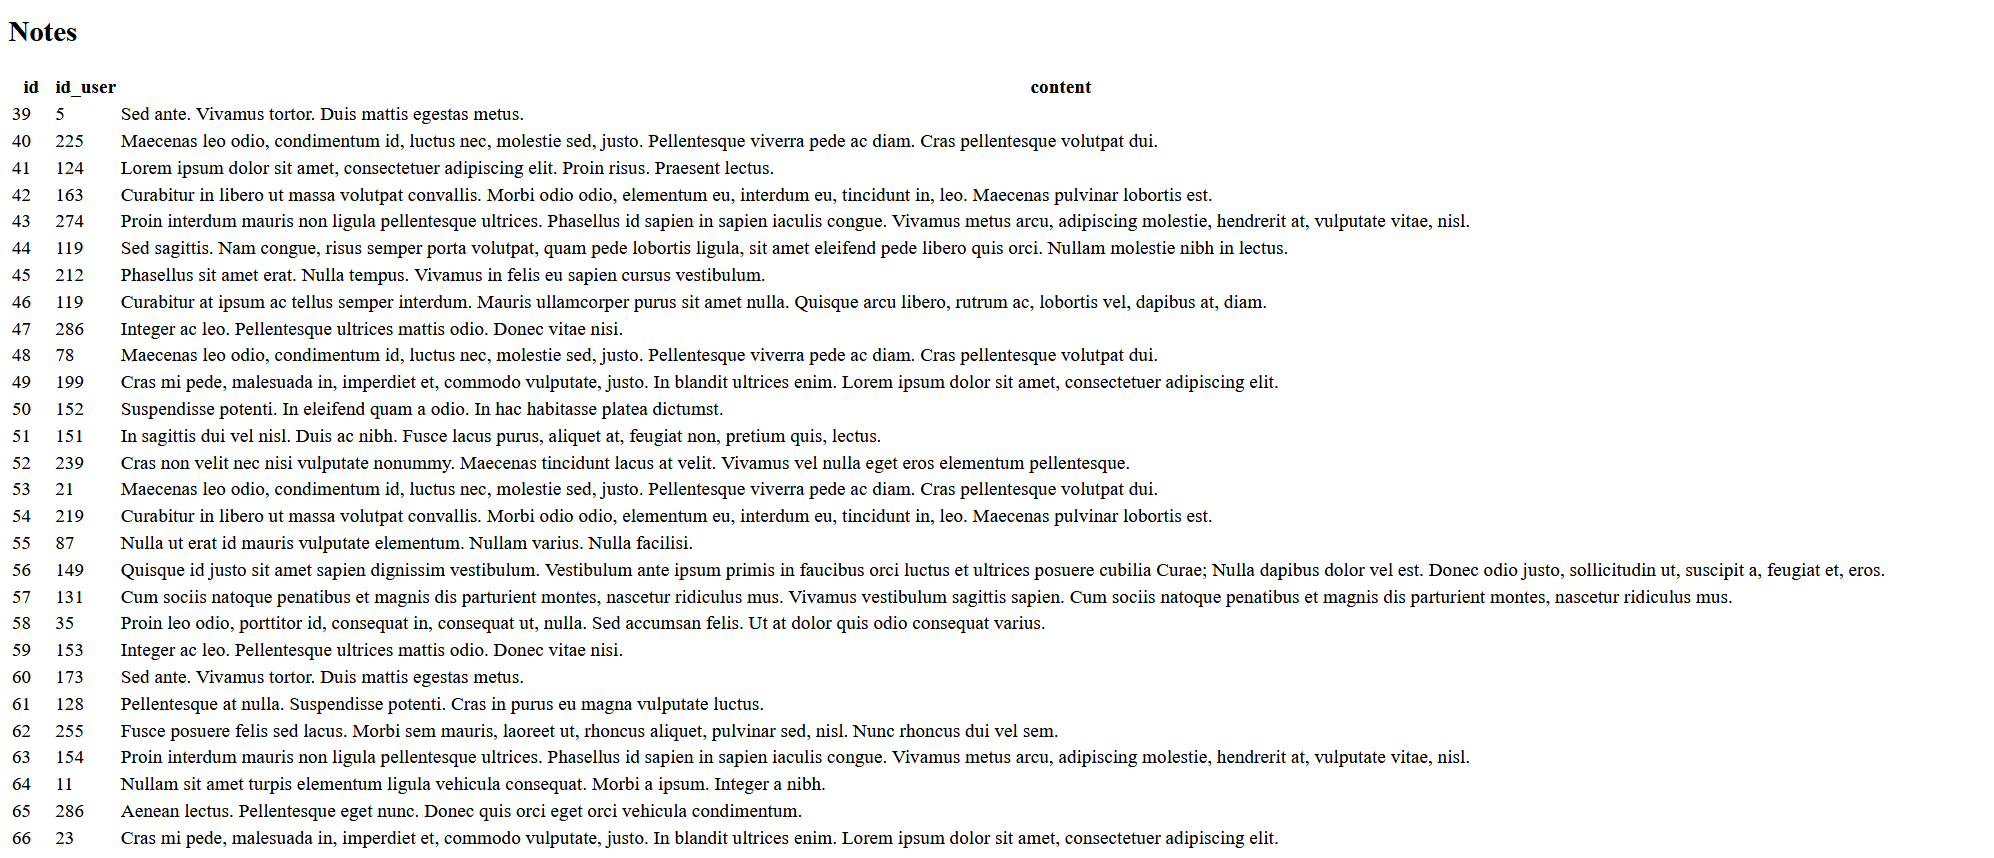 Notes
id id_user content
39 5 Sed ante. Vivamus tortor. Duis mattis egestas metus.
40 225 Maecenas leo odio, condimentum id, luctus nec, molestie sed, justo. Pellentesque viverra pede ac diam. Cras pellentesque volutpat dui.
41 124 Lorem ipsum dolor sit amet, consectetuer adipiscing elit. Proin risus. Praesent lectus.
42 163 Curabitur in libero ut massa volutpat convallis. Morbi odio odio, elementum eu, interdum eu, tincidunt in, leo. Maecenas pulvinar lobortis est.
43 274 Proin interdum mauris non ligula pellentesque ultrices. Phasellus id sapien in sapien iaculis congue. Vivamus metus arcu, adipiscing molestie, hendrerit at, vulputate vitae, nisl.
44 119 Sed sagittis. Nam congue, risus semper porta volutpat, quam pede lobortis ligula, sit amet eleifend pede libero quis orci. Nullam molestie nibh in lectus.
45 212 Phasellus sit amet erat. Nulla tempus. Vivamus in felis eu sapien cursus vestibulum.
46 119 Curabitur at ipsum ac tellus semper interdum. Mauris ullamcorper purus sit amet nulla. Quisque arcu libero, rutrum ac, lobortis vel, dapibus at, diam.
47 286 Integer ac leo. Pellentesque ultrices mattis odio. Donec vitae nisi.
48 78 Maecenas leo odio, condimentum id, luctus nec, molestie sed, justo. Pellentesque viverra pede ac diam. Cras pellentesque volutpat dui.
49 199 Cras mi pede, malesuada in, imperdiet et, commodo vulputate, justo. In blandit ultrices enim. Lorem ipsum dolor sit amet, consectetuer adipiscing elit.
50 152 Suspendisse potenti. In eleifend quam a odio. In hac habitasse platea dictumst.
51 151 In sagittis dui vel nisl. Duis ac nibh. Fusce lacus purus, aliquet at, feugiat non, pretium quis, lectus.
52 239 Cras non velit nec nisi vulputate nonummy. Maecenas tincidunt lacus at velit. Vivamus vel nulla eget eros elementum pellentesque.
53 21 Maecenas leo odio, condimentum id, luctus nec, molestie sed, justo. Pellentesque viverra pede ac diam. Cras pellentesque volutpat dui.
54 219 Curabitur in libero ut massa volutpat convallis. Morbi odio odio, elementum eu, interdum eu, tincidunt in, leo. Maecenas pulvinar lobortis est.
55 87 Nulla ut erat id mauris vulputate elementum. Nullam varius. Nulla facilisi.
56 149 Quisque id justo sit amet sapien dignissim vestibulum. Vestibulum ante ipsum primis in faucibus orci luctus et ultrices posuere cubilia Curae; Nulla dapibus dolor vel est. Donec odio justo, sollicitudin ut, suscipit a, feugiat et, eros.
57 131 Cum sociis natoque penatibus et magnis dis parturient montes, nascetur ridiculus mus. Vivamus vestibulum sagittis sapien. Cum sociis natoque penatibus et magnis dis parturient montes, nascetur ridiculus mus.
58 35 Proin leo odio, porttitor id, consequat in, consequat ut, nulla. Sed accumsan felis. Ut at dolor quis odio consequat varius.
59 153 Integer ac leo. Pellentesque ultrices mattis odio. Donec vitae nisi.
60 173 Sed ante. Vivamus tortor. Duis mattis egestas metus.
61 128 Pellentesque at nulla. Suspendisse potenti. Cras in purus eu magna vulputate luctus.
62 255 Fusce posuere felis sed lacus. Morbi sem mauris, laoreet ut, rhoncus aliquet, pulvinar sed, nisl. Nunc rhoncus dui vel sem.
63 154 Proin interdum mauris non ligula pellentesque ultrices. Phasellus id sapien in sapien iaculis congue. Vivamus metus arcu, adipiscing molestie, hendrerit at, vulputate vitae, nisl.
64 11 Nullam sit amet turpis elementum ligula vehicula consequat. Morbi a ipsum. Integer a nibh.
65 286 Aenean lectus. Pellentesque eget nunc. Donec quis orci eget orci vehicula condimentum.
66 23 Cras mi pede, malesuada in, imperdiet et, commodo vulputate, justo. In blandit ultrices enim. Lorem ipsum dolor sit amet, consectetuer adipiscing elit.